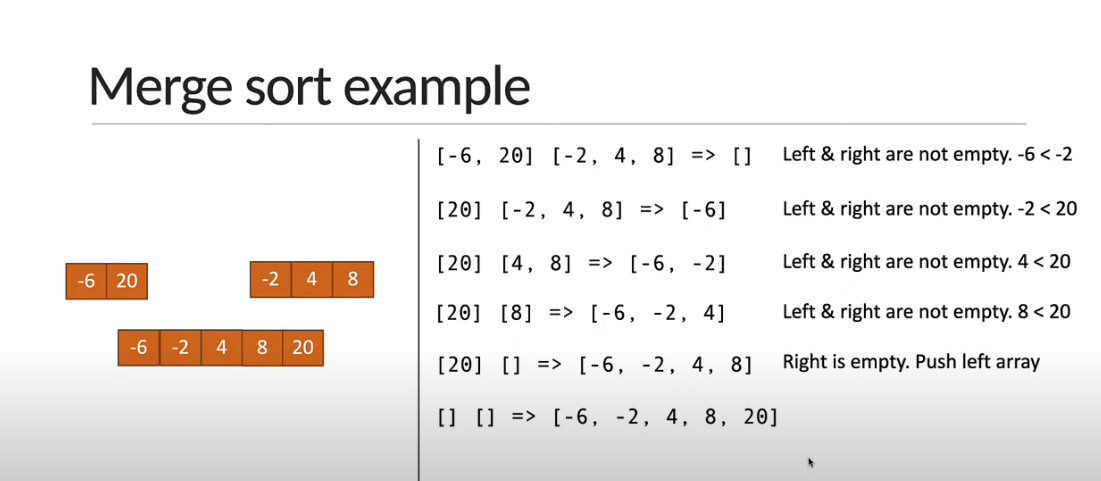 Merge sort example
-6 20
-2 4 8
-6 -2 4 8 20
[-6, 20] [-2, 4, 8] => [] Left & right are not empty. -6 < -2
[20] [-2, 4, 8] => [-6] Left & right are not empty. -2 < 20
[20] [4, 8] => [-6, -2] Left & right are not empty. 4 < 20
[20] [8] => [-6, -2, 4] Left & right are not empty. 8 < 20
[20] [] => [-6, -2, 4, 8] Right is empty. Push left array
[] [] => [-6, -2, 4, 8, 20]